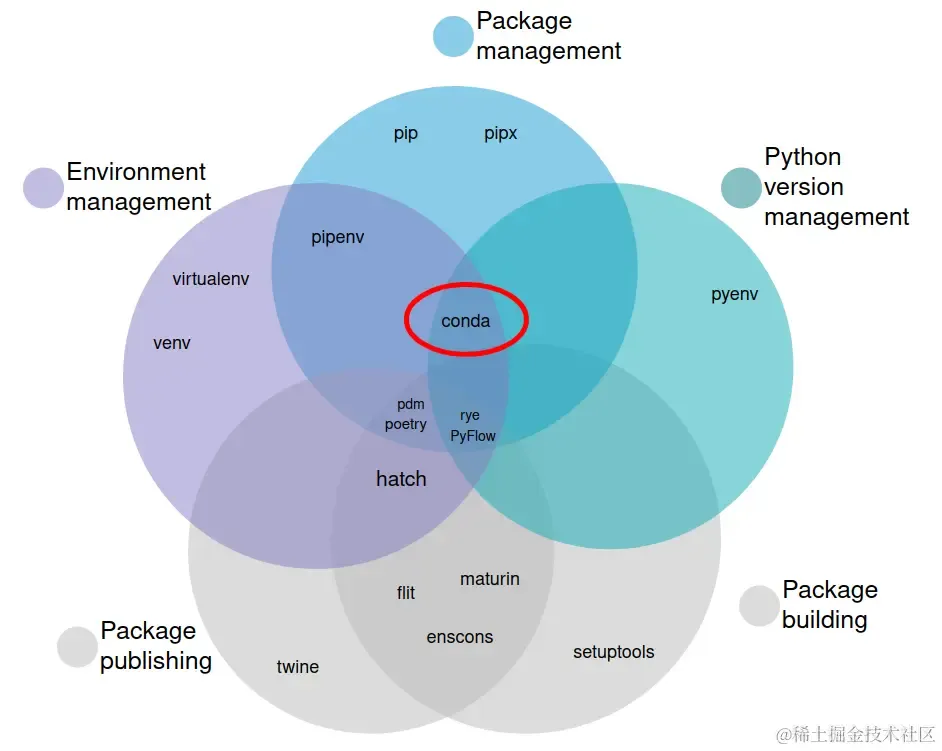 Package
management
pip
pipx
Environment
management
Python
version
management
pipenv
virtualenv
pyenv
conda
venv
pdm
poetry
rye
PyFlow
hatch
maturin
flit
Package
building
enscons
Package
publishing
setuptools
twine
@稀土掘金技术社区